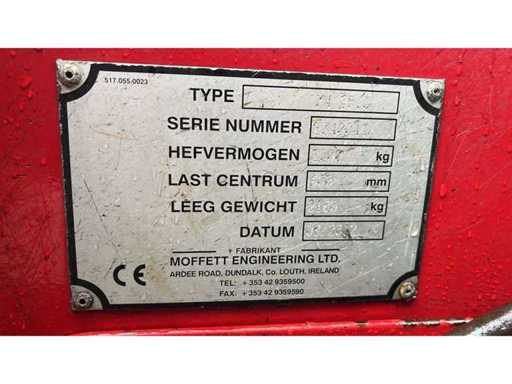 517.055.0023
TYPE
SERIE NUMMER
HEFVERMOGEN kg
LAST CENTRUM mm
LEEG GEWICHT kg
DATUM
+ FABRIKANT
MOFFETT ENGINEERING LTD.
ARDEE ROAD, DUNDALK, Co. LOUTH, IRELAND
CE
TEL: + 353 42 9359500
FAX: + 353 42 9359590